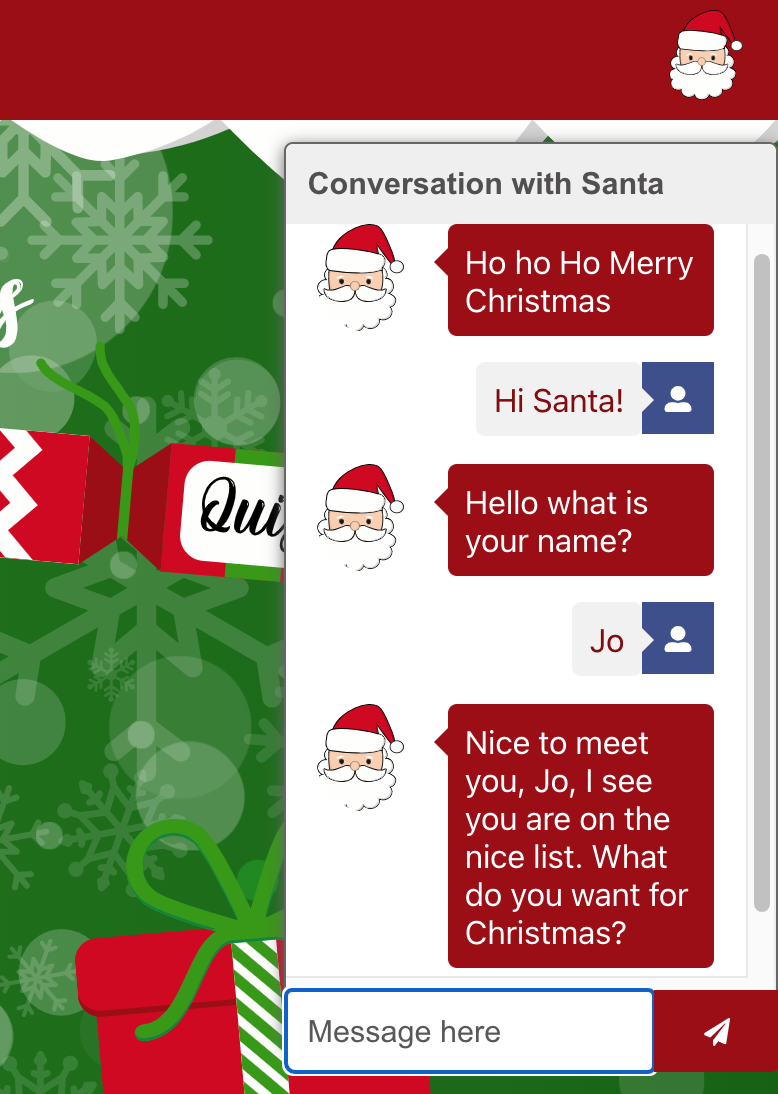 Conversation with Santa
Ho ho Ho Merry
Christmas
Hi Santa!
Hello what is
your name?
Jo
Nice to meet
you, Jo, I see
you are on the
nice list. What
do you want for
Christmas?
Message here